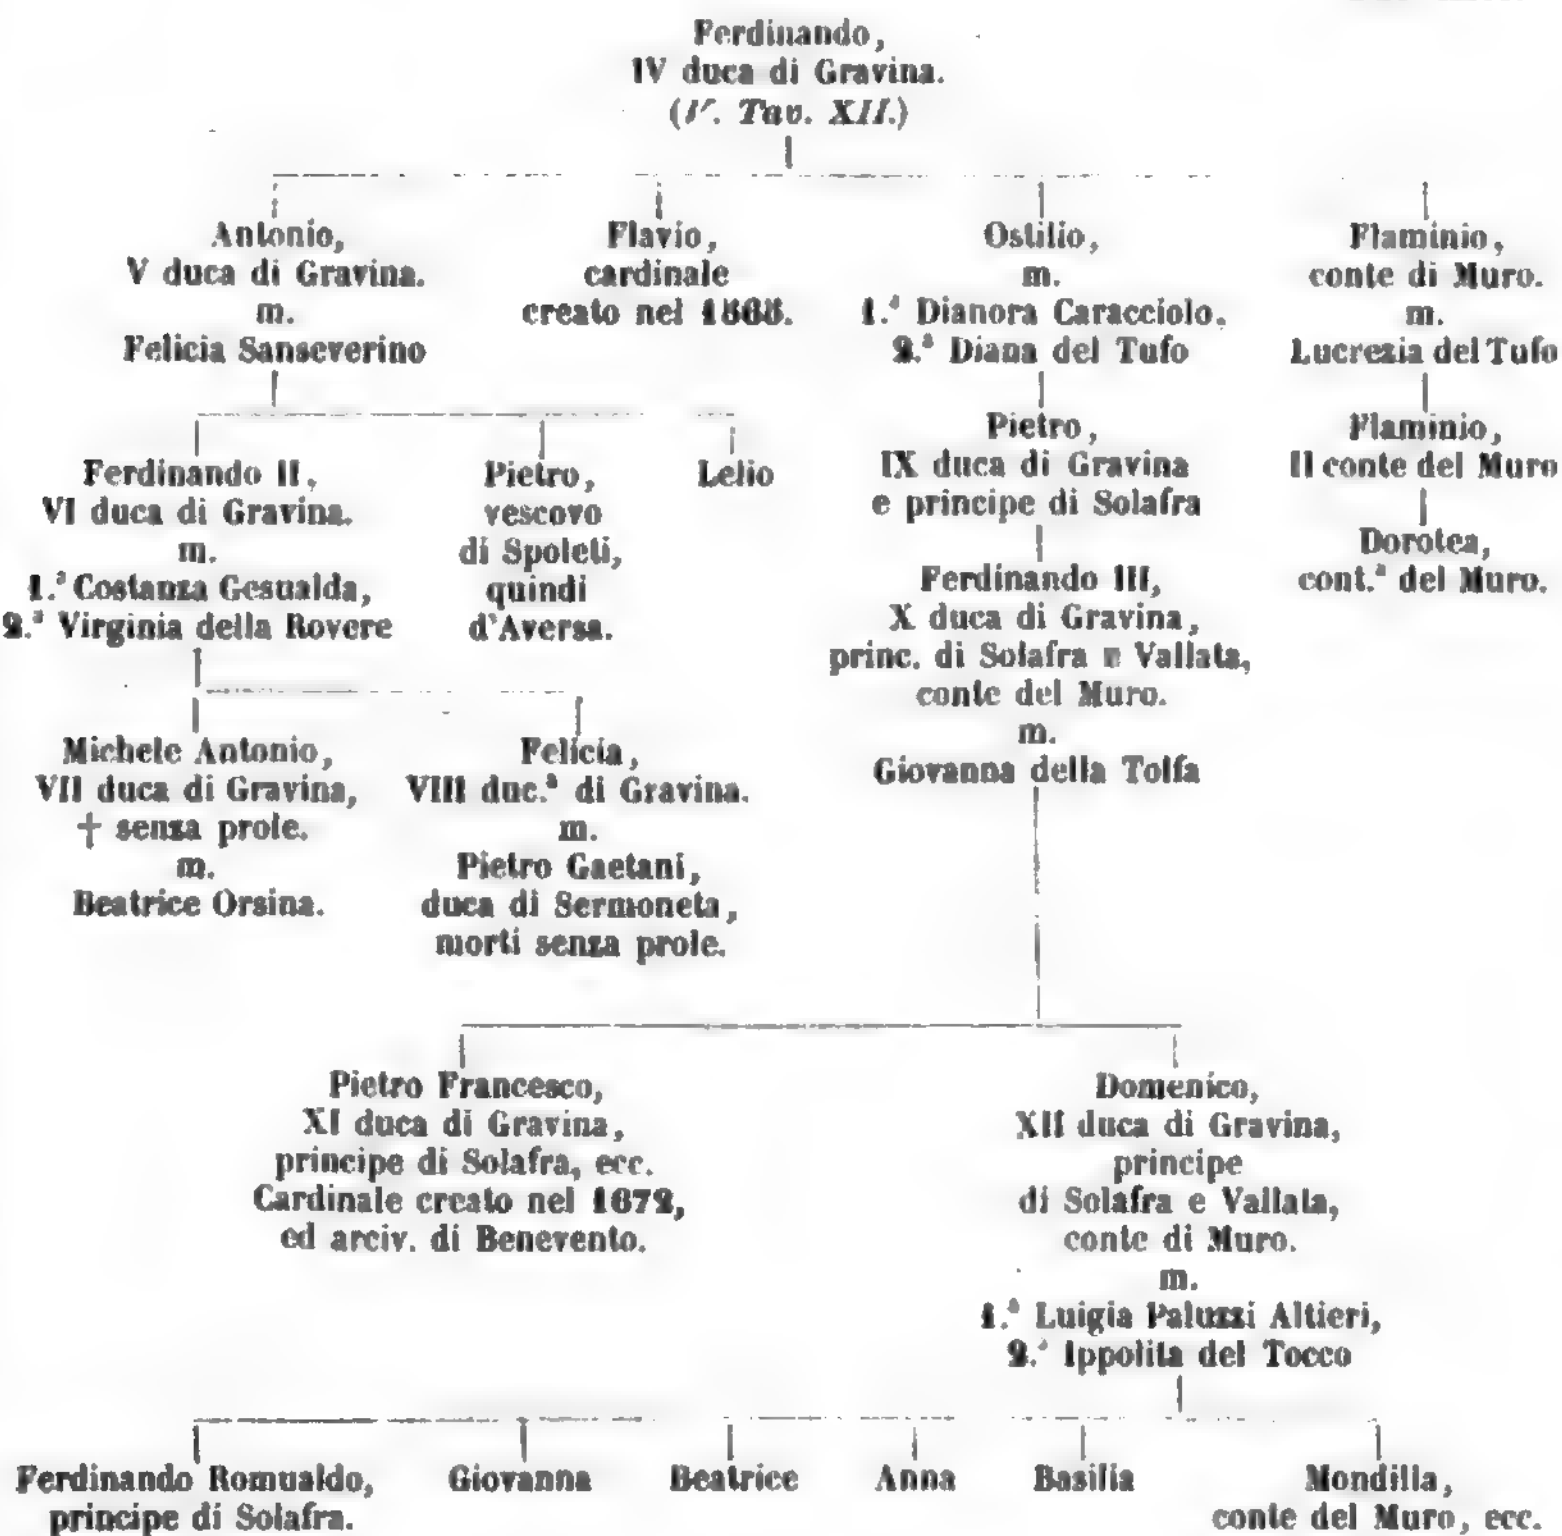 Ferdinando,
IV duca di Gravina.
(V. Tav. XII.)
Antonio,
V duca di Gravina.
m.
Felicia Sanseverino
Flavio,
cardinale
creato nel 1565.
Ostilio,
m.
1.ª Dianora Caracciolo,
2.ª Diana del Tufo
Flaminio,
conte di Muro.
m.
Lucrezia del Tufo
Ferdinando II,
VI duca di Gravina.
m.
1.ª Costanza Gesualda,
2.ª Virginia della Rovere
Pietro,
vescovo
di Spoleti,
quindi
d'Aversa.
Lelio
Pietro,
IX duca di Gravina
e principe di Solafra
Flaminio,
II conte del Muro
Ferdinando III,
X duca di Gravina,
princ. di Solafra e Vallata,
conte del Muro.
m.
Giovanna della Tolfa
Dorotea,
cont.ª del Muro.
Michele Antonio,
VII duca di Gravina,
† senza prole.
m.
Beatrice Orsina.
Felicia,
VIII duc.ª di Gravina.
m.
Pietro Gaetani,
duca di Sermoneta,
morti senza prole.
Pietro Francesco,
XI duca di Gravina,
principe di Solafra, ecc.
Cardinale creato nel 1672,
ed arciv. di Benevento.
Domenico,
XII duca di Gravina,
principe
di Solafra e Vallata,
conte di Muro.
m.
1.ª Luigia Paluzzi Altieri,
2.ª Ippolita del Tocco
Ferdinando Romualdo,
principe di Solafra.
Giovanna
Beatrice
Anna
Basilia
Mondilla,
conte del Muro, ecc.